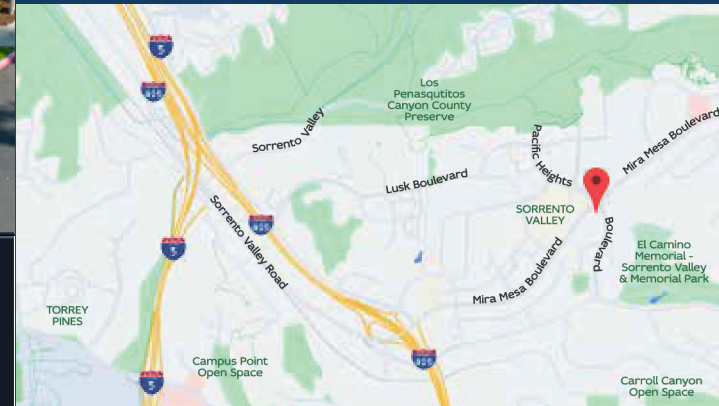 5
805
Los
Penasquitos
Canyon County
Preserve
Sorrento Valley
Mira Mesa Boulevard
Pacific Heights
Lusk Boulevard
SORRENTO
VALLEY
Boulevard
805
Sorrento Valley Road
5
El Camino
Memorial -
Sorrento Valley
& Memorial Park
Mira Mesa Boulevard
TORREY
PINES
805
Campus Point
Open Space
5
Carroll Canyon
Open Space